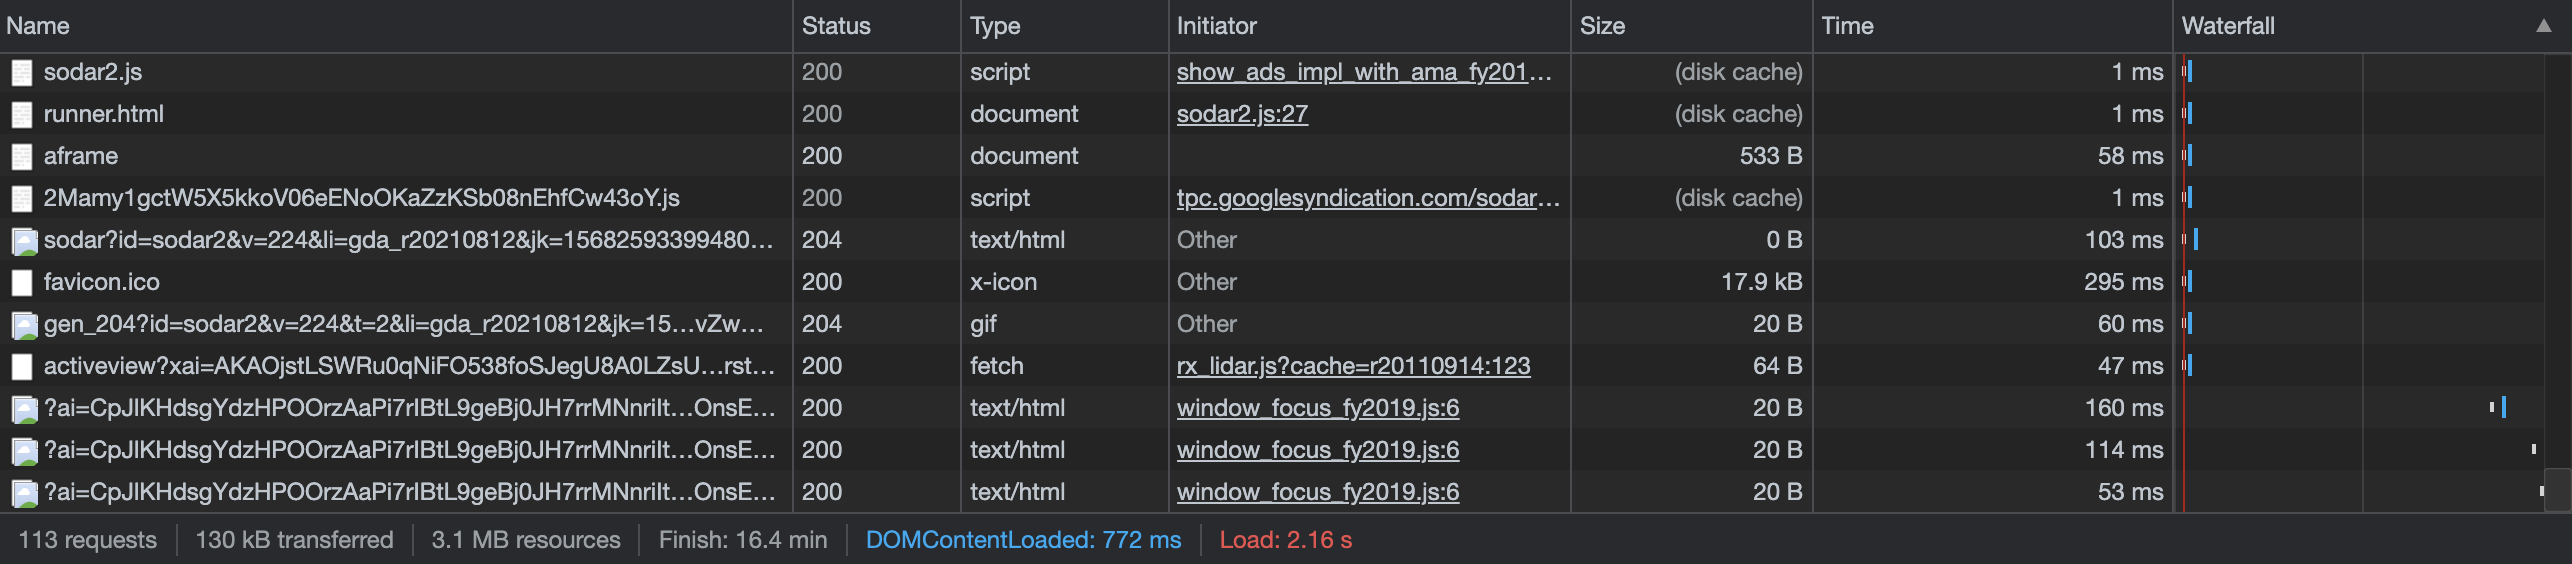 Name Status Type Initiator Size Time Waterfall ▲
sodar2.js 200 script show_ads_impl_with_ama_fy201… (disk cache) 1 ms
runner.html 200 document sodar2.js:27 (disk cache) 1 ms
aframe 200 document 533 B 58 ms
2Mamy1gctW5X5kkoV06eENoOKaZzKSb08nEhfCw43oY.js 200 script tpc.googlesyndication.com/sodar… (disk cache) 1 ms
sodar?id=sodar2&v=224&li=gda_r20210812&jk=15682593399480… 204 text/html Other 0 B 103 ms
favicon.ico 200 x-icon Other 17.9 kB 295 ms
gen_204?id=sodar2&v=224&t=2&li=gda_r20210812&jk=15…vZw… 204 gif Other 20 B 60 ms
activeview?xai=AKAOjstLSWRu0qNiFO538foSJegU8A0LZsU…rst… 200 fetch rx_lidar.js?cache=r20110914:123 64 B 47 ms
?ai=CpJlKHdsgYdzHPOOrzAaPi7rIBtL9geBj0JH7rrMNnrilt…OnsE… 200 text/html window_focus_fy2019.js:6 20 B 160 ms
?ai=CpJlKHdsgYdzHPOOrzAaPi7rIBtL9geBj0JH7rrMNnrilt…OnsE… 200 text/html window_focus_fy2019.js:6 20 B 114 ms
?ai=CpJlKHdsgYdzHPOOrzAaPi7rIBtL9geBj0JH7rrMNnrilt…OnsE… 200 text/html window_focus_fy2019.js:6 20 B 53 ms
113 requests 130 kB transferred 3.1 MB resources Finish: 16.4 min DOMContentLoaded: 772 ms Load: 2.16 s